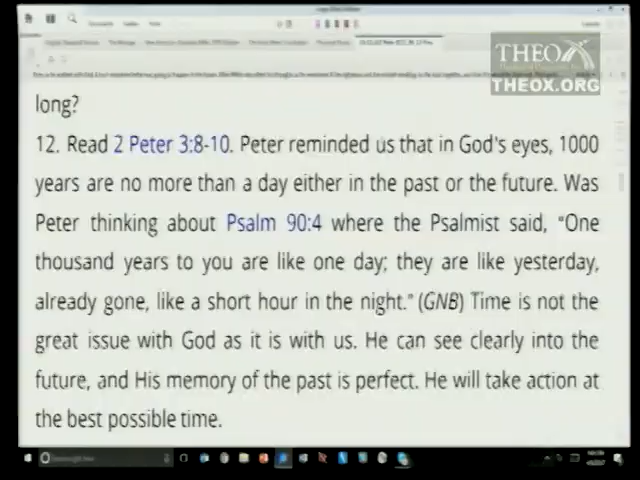 THEOX
THEOX.ORG
long?
12. Read 2 Peter 3:8-10. Peter reminded us that in God's eyes, 1000
years are no more than a day either in the past or the future. Was
Peter thinking about Psalm 90:4 where the Psalmist said, "One
thousand years to you are like one day; they are like yesterday,
already gone, like a short hour in the night." (GNB) Time is not the
great issue with God as it is with us. He can see clearly into the
future, and His memory of the past is perfect. He will take action at
the best possible time.